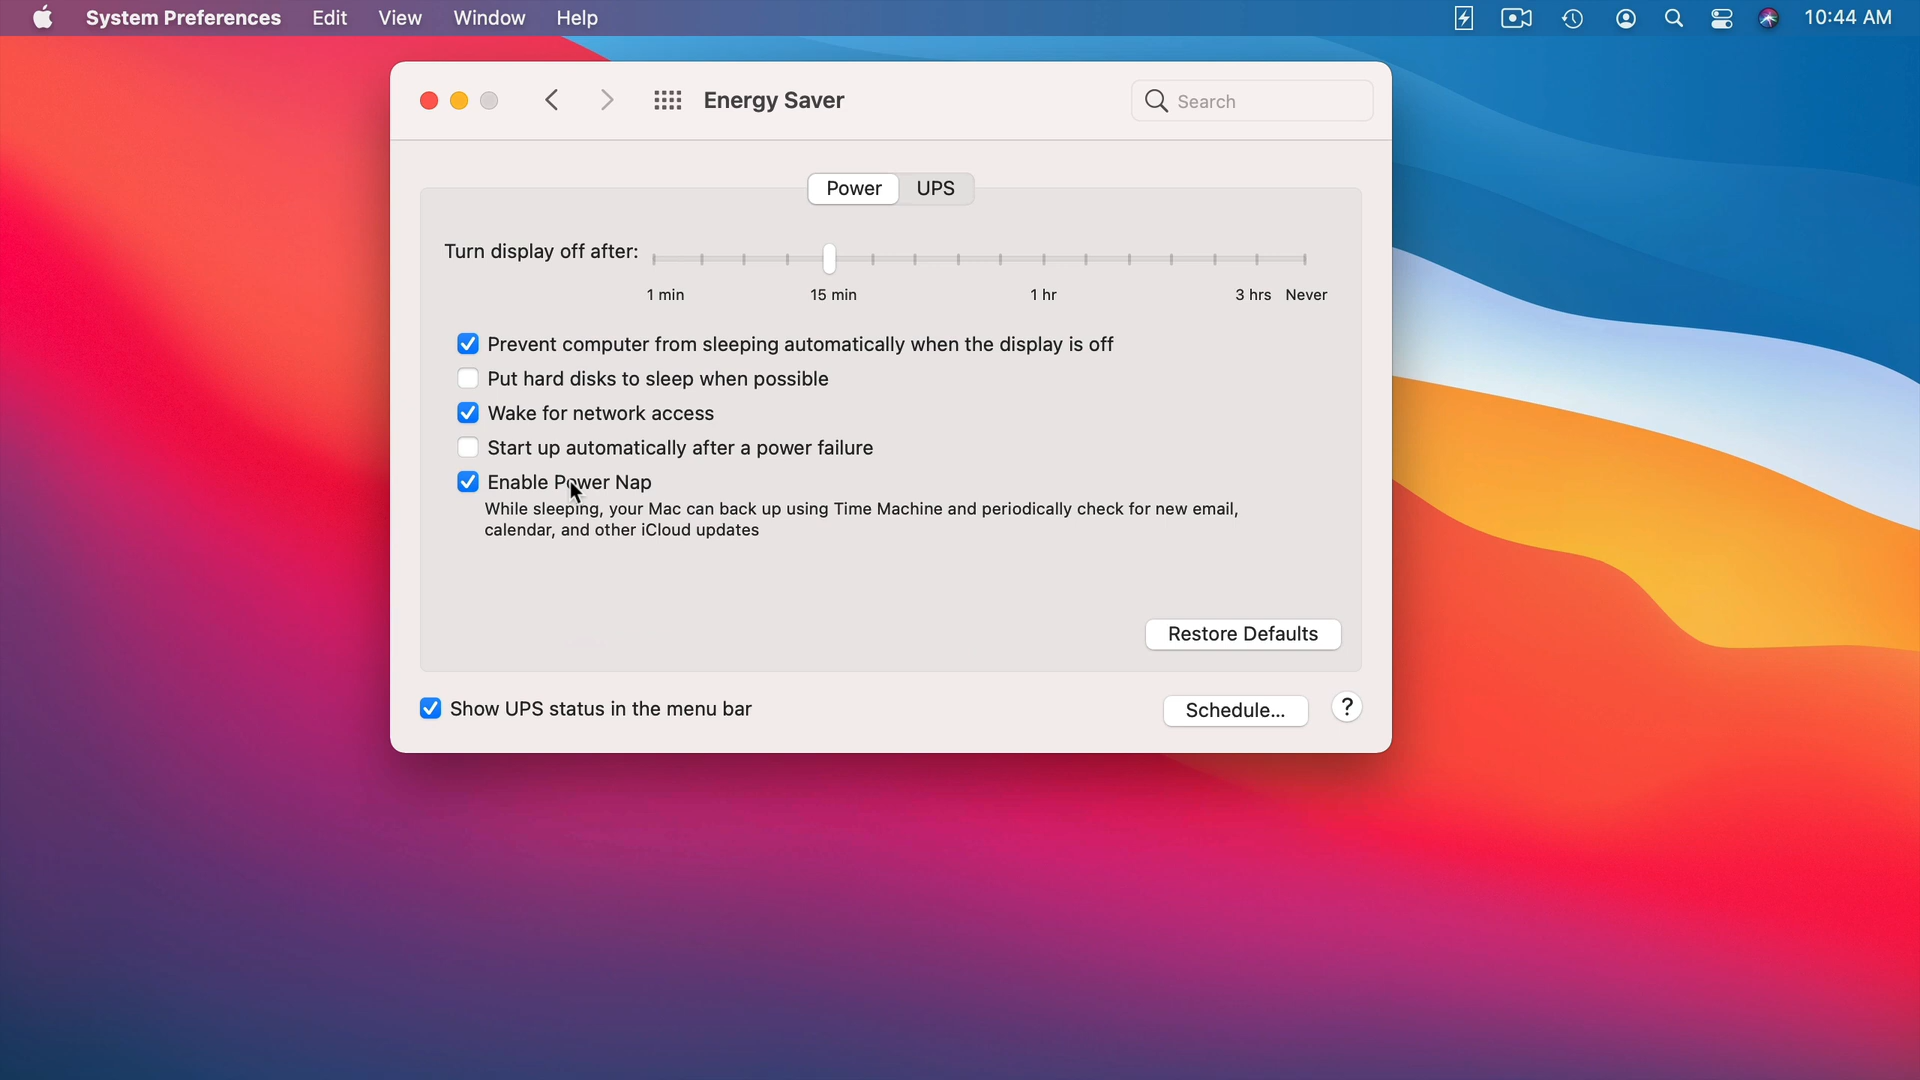 System Preferences Edit View Window Help 10:44 AM
Energy Saver Search
Power UPS
Turn display off after:
1 min 15 min 1 hr 3 hrs Never
Prevent computer from sleeping automatically when the display is off
Put hard disks to sleep when possible
Wake for network access
Start up automatically after a power failure
Enable Power Nap
While sleeping, your Mac can back up using Time Machine and periodically check for new email,
calendar, and other iCloud updates
Restore Defaults
Show UPS status in the menu bar Schedule... ?